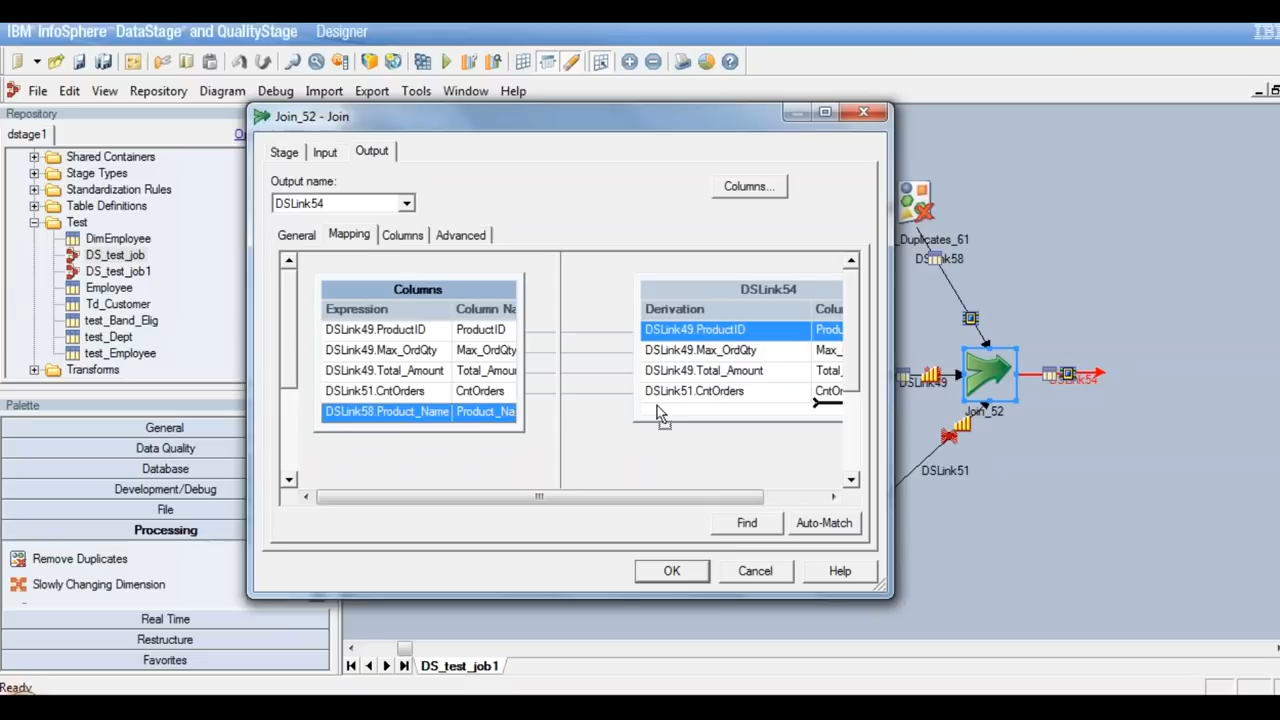 IBM® InfoSphere™ DataStage and QualityStage Designer
File Edit View Repository Diagram Debug Import Export Tools Window Help
Repository
dstage1
Shared Containers
Stage Types
Standardization Rules
Table Definitions
Test
DimEmployee
DS_test_job
DS_test_job1
Employee
Td_Customer
test_Band_Elig
test_Dept
test_Employee
Transforms
Palette
General
Data Quality
Database
Development/Debug
File
Processing
Remove Duplicates
Slowly Changing Dimension
Real Time
Restructure
Favorites
Ready
Join_52 - Join
Stage Input Output
Output name:
DSLink54
Columns...
General Mapping Columns Advanced
Columns
Expression Column Na
DSLink49.ProductID ProductID
DSLink49.Max_OrdQty Max_OrdQty
DSLink49.Total_Amount Total_Amou
DSLink51.CntOrders CntOrders
DSLink58.Product_Name Product_Na
DSLink54
Derivation Colu
DSLink49.ProductID Produ
DSLink49.Max_OrdQty Max_
DSLink49.Total_Amount Total_
DSLink51.CntOrders CntOr
Find Auto-Match
OK Cancel Help
_Duplicates_61
DSLink49
Join_52
DSLink54
DSLink51
DS_test_job1